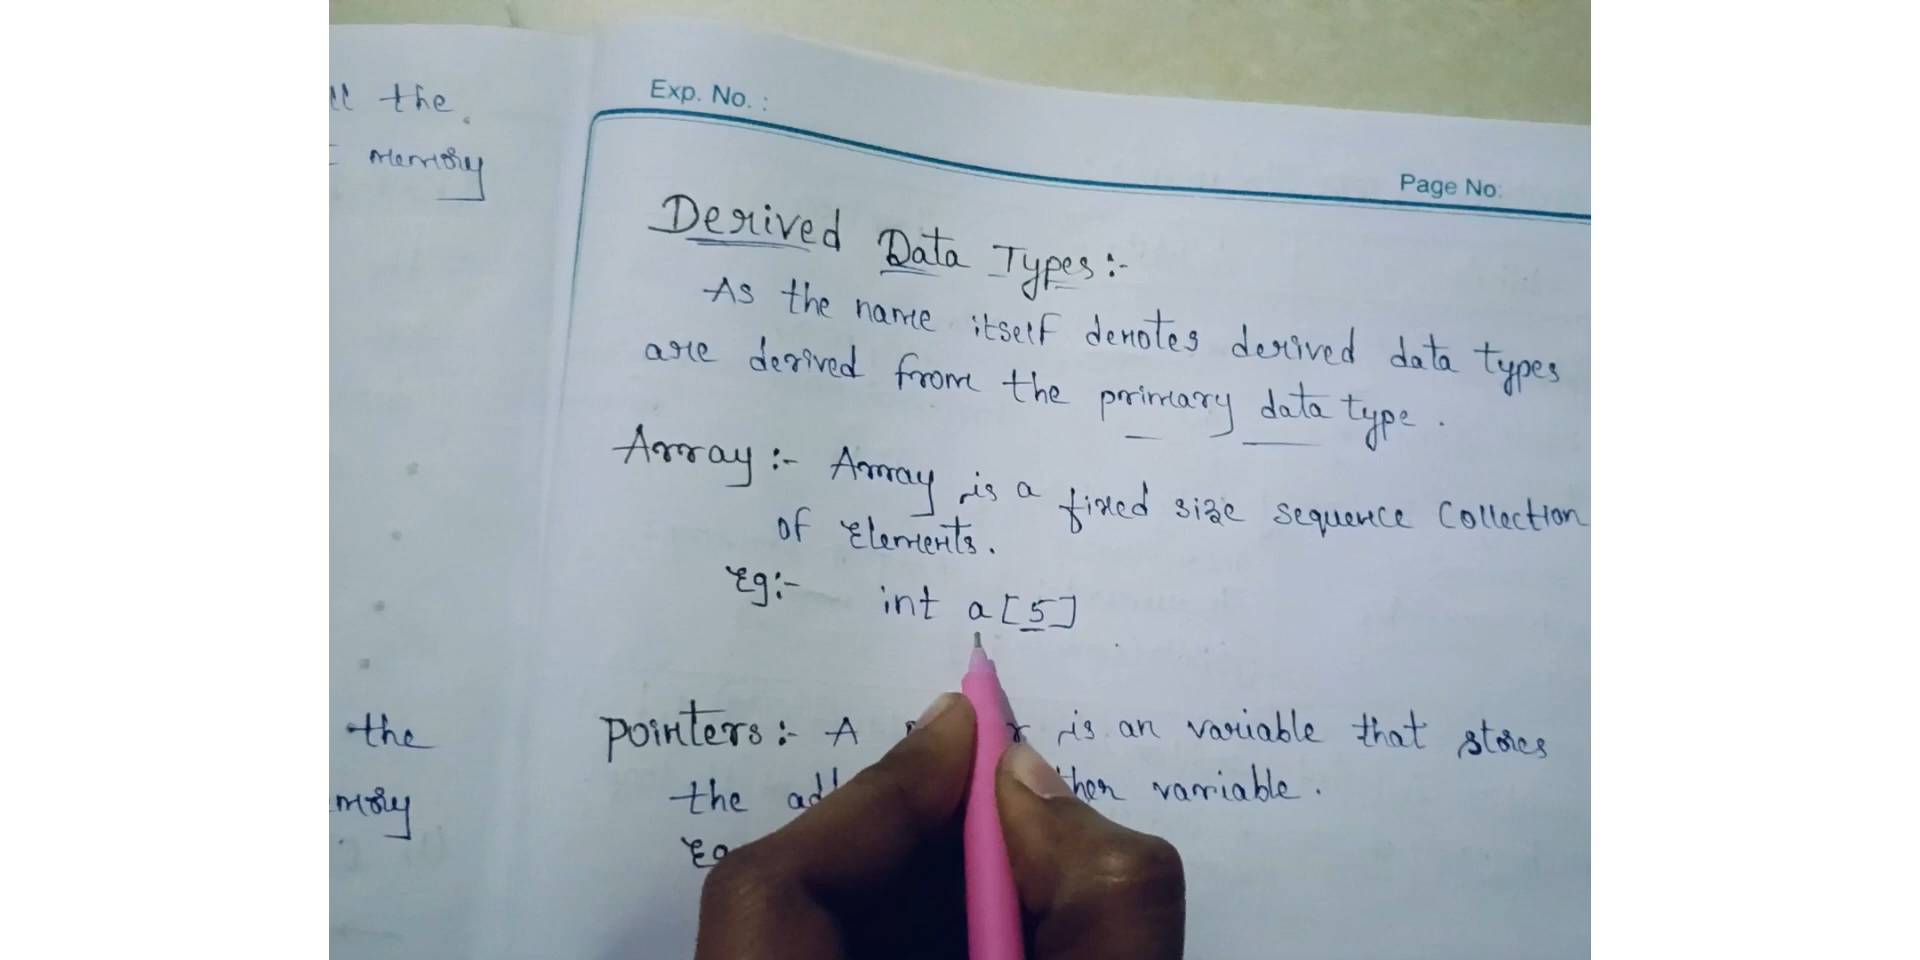 the
memory
Exp. No. :
Page No:
Derived Data Types :-
As the name itself denotes derived data types
are derived from the primary data type .
Array :- Array is a fixed size sequence Collection
of Elements.
Eg:- int a[5]
Pointers :- A is an variable that stores
the variable .
the